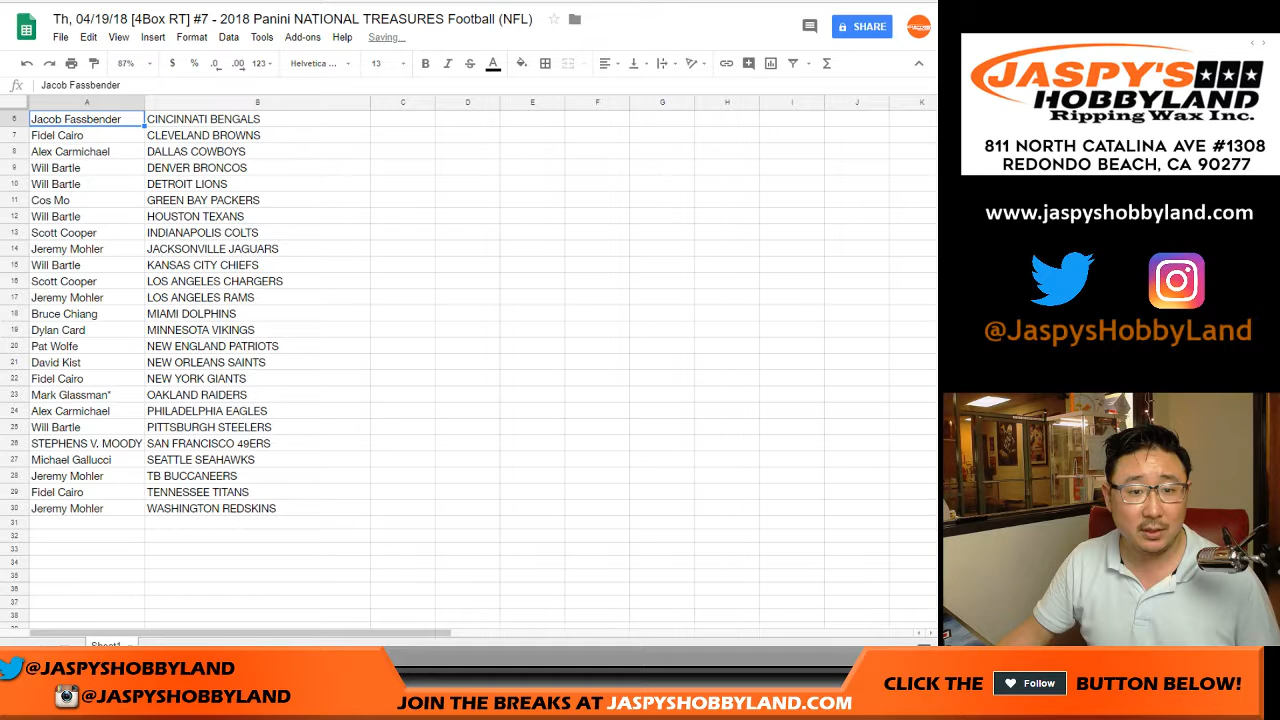 Th, 04/19/18 [4Box RT] #7 - 2018 Panini NATIONAL TREASURES Football (NFL)
File Edit View Insert Format Data Tools Add-ons Help Saving...
SHARE
87% $ % .0 .00 123 Helvetica ... 13 B I S A
fx Jacob Fassbender
A B C D E F G H I J K
6 Jacob Fassbender CINCINNATI BENGALS
7 Fidel Cairo CLEVELAND BROWNS
8 Alex Carmichael DALLAS COWBOYS
9 Will Bartle DENVER BRONCOS
10 Will Bartle DETROIT LIONS
11 Cos Mo GREEN BAY PACKERS
12 Will Bartle HOUSTON TEXANS
13 Scott Cooper INDIANAPOLIS COLTS
14 Jeremy Mohler JACKSONVILLE JAGUARS
15 Will Bartle KANSAS CITY CHIEFS
16 Scott Cooper LOS ANGELES CHARGERS
17 Jeremy Mohler LOS ANGELES RAMS
18 Bruce Chiang MIAMI DOLPHINS
19 Dylan Card MINNESOTA VIKINGS
20 Pat Wolfe NEW ENGLAND PATRIOTS
21 David Kist NEW ORLEANS SAINTS
22 Fidel Cairo NEW YORK GIANTS
23 Mark Glassman* OAKLAND RAIDERS
24 Alex Carmichael PHILADELPHIA EAGLES
25 Will Bartle PITTSBURGH STEELERS
26 STEPHENS V. MOODY SAN FRANCISCO 49ERS
27 Michael Gallucci SEATTLE SEAHAWKS
28 Jeremy Mohler TB BUCCANEERS
29 Fidel Cairo TENNESSEE TITANS
30 Jeremy Mohler WASHINGTON REDSKINS
31
32
33
34
35
36
37
38
Sheet1
JASPY'S
HOBBYLAND
Ripping Wax Inc.
811 NORTH CATALINA AVE #1308
REDONDO BEACH, CA 90277
www.jaspyshobbyland.com
@JaspysHobbyLand
@JASPYSHOBBYLAND
@JASPYSHOBBYLAND
JOIN THE BREAKS AT JASPYSHOBBYLAND.COM
CLICK THE Follow BUTTON BELOW!